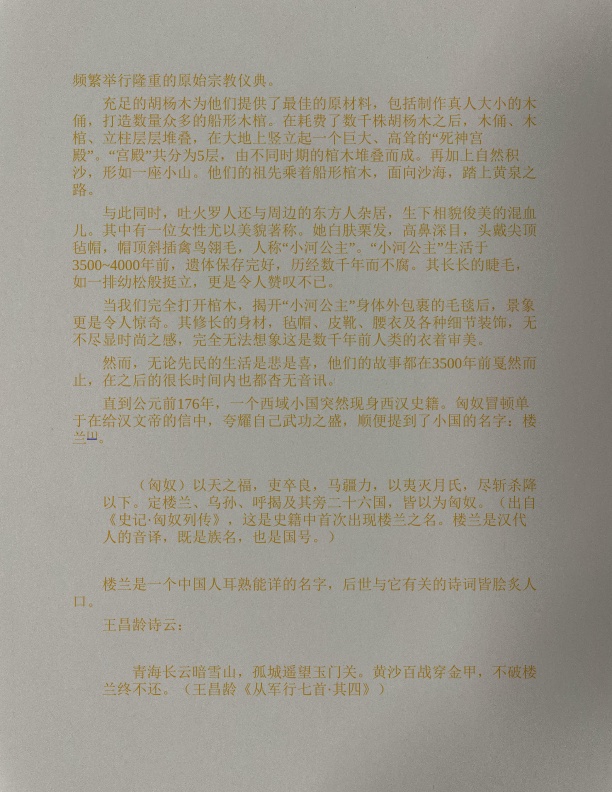 频繁举行隆重的原始宗教仪典。
充足的胡杨木为他们提供了最佳的原材料，包括制作真人大小的木
俑，打造数量众多的船形木棺。在耗费了数千株胡杨木之后，木俑、木
棺、立柱层层堆叠，在大地上竖立起一个巨大、高耸的“死神宫
殿”。“宫殿”共分为5层，由不同时期的棺木堆叠而成。再加上自然积
沙，形如一座小山。他们的祖先乘着船形棺木，面向沙海，踏上黄泉之
路。
与此同时，吐火罗人还与周边的东方人杂居，生下相貌俊美的混血
儿。其中有一位女性尤以美貌著称。她白肤栗发，高鼻深目，头戴尖顶
毡帽，帽顶斜插禽鸟翎毛，人称“小河公主”。“小河公主”生活于
3500~4000年前，遗体保存完好，历经数千年而不腐。其长长的睫毛，
如一排幼松般挺立，更是令人赞叹不已。
当我们完全打开棺木，揭开“小河公主”身体外包裹的毛毯后，景象
更是令人惊奇。其修长的身材，毡帽、皮靴、腰衣及各种细节装饰，无
不尽显时尚之感，完全无法想象这是数千年前人类的衣着审美。
然而，无论先民的生活是悲是喜，他们的故事都在3500年前戛然而
止，在之后的很长时间内也都杳无音讯。
直到公元前176年，一个西域小国突然现身西汉史籍。匈奴冒顿单
于在给汉文帝的信中，夸耀自己武功之盛，顺便提到了小国的名字：楼
兰[1]。
（匈奴）以天之福，吏卒良，马疆力，以夷灭月氏，尽斩杀降
以下。定楼兰、乌孙、呼揭及其旁二十六国，皆以为匈奴。（出自
《史记·匈奴列传》，这是史籍中首次出现楼兰之名。楼兰是汉代
人的音译，既是族名，也是国号。）
楼兰是一个中国人耳熟能详的名字，后世与它有关的诗词皆脍炙人
口。
王昌龄诗云：
青海长云暗雪山，孤城遥望玉门关。黄沙百战穿金甲，不破楼
兰终不还。（王昌龄《从军行七首·其四》）